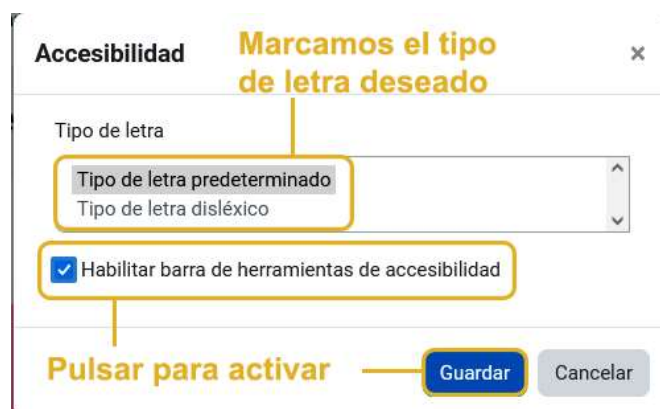 Accesibilidad
Marcamos el tipo
de letra deseado
×
Tipo de letra
Tipo de letra predeterminado
Tipo de letra disléxico
Habilitar barra de herramientas de accesibilidad
Pulsar para activar
Guardar
Cancelar